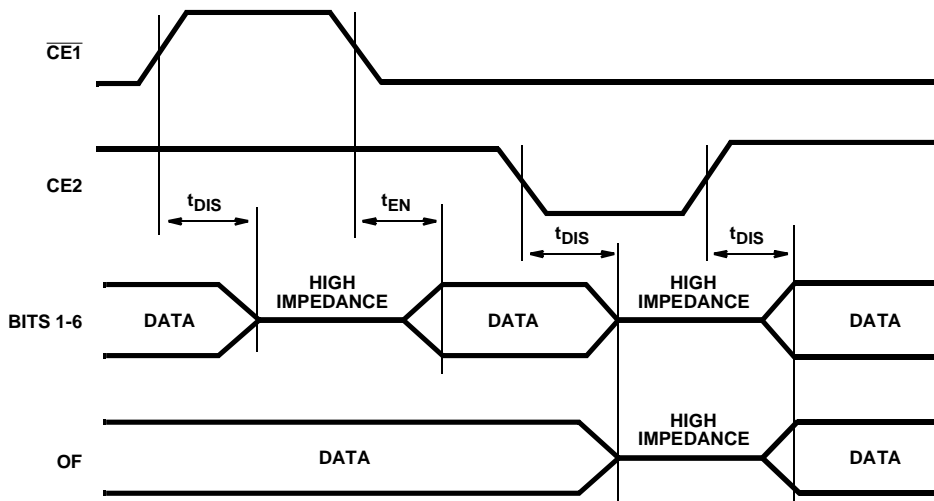 CE1
CE2
tDIS
tEN
tDIS
tDIS
BITS 1-6
DATA
HIGH
IMPEDANCE
DATA
HIGH
IMPEDANCE
DATA
OF
DATA
HIGH
IMPEDANCE
DATA